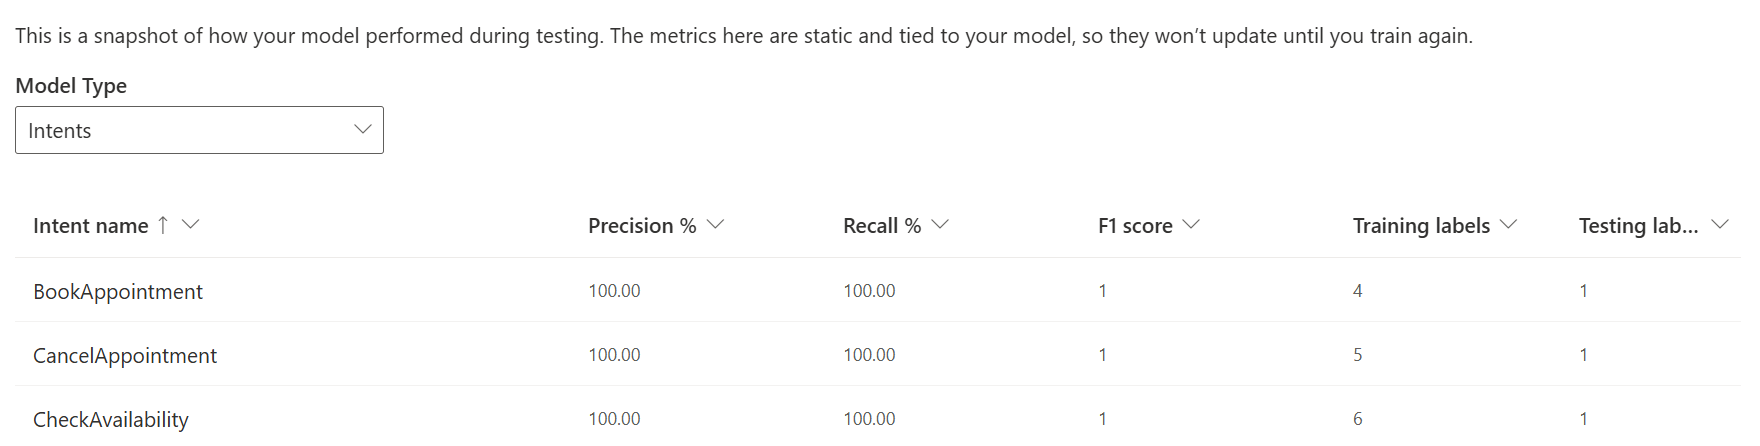 This is a snapshot of how your model performed during testing. The metrics here are static and tied to your model, so they won’t update until you train again.
Model Type
Intents
Intent name ↑ Precision % Recall % F1 score Training labels Testing lab...
BookAppointment 100.00 100.00 1 4 1
CancelAppointment 100.00 100.00 1 5 1
CheckAvailability 100.00 100.00 1 6 1